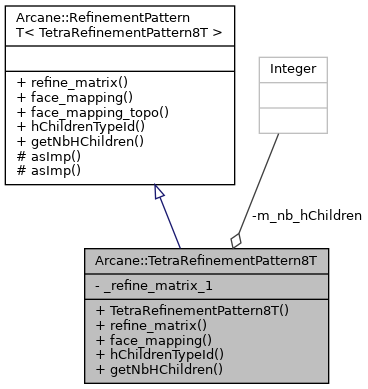 Arcane::RefinementPattern
T< TetraRefinementPattern8T >
+ refine_matrix()
+ face_mapping()
+ face_mapping_topo()
+ hChildrenTypeId()
+ getNbHChildren()
# asImp()
# asImp()
Integer
-m_nb_hChildren
Arcane::TetraRefinementPattern8T
- _refine_matrix_1
+ TetraRefinementPattern8T()
+ refine_matrix()
+ face_mapping()
+ hChildrenTypeId()
+ getNbHChildren()